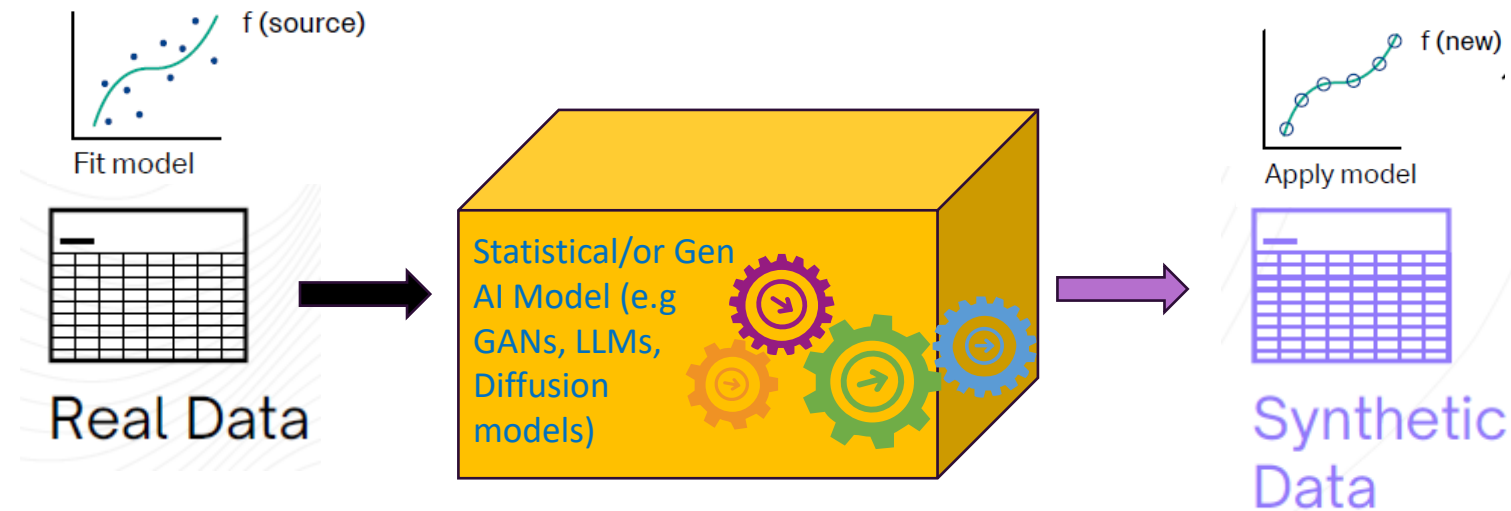 f (source)
Fit model
Real Data
Statistical/or Gen
AI Model (e.g
GANs, LLMs,
Diffusion
models)
f (new)
Apply model
Synthetic
Data